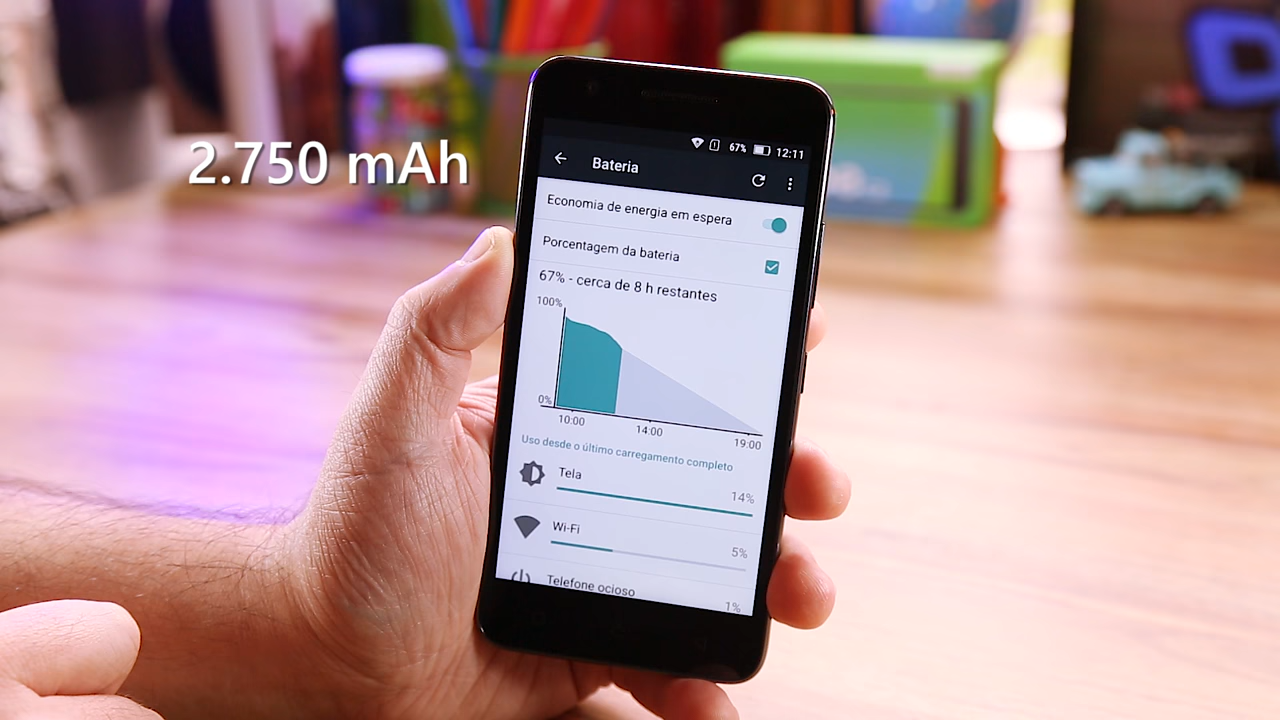 2.750 mAh
67% 12:11
Bateria
Economia de energia em espera
Porcentagem da bateria
67% - cerca de 8 h restantes
100%
0%
10:00 14:00 19:00
Uso desde o último carregamento completo
Tela
14%
Wi-Fi
5%
Telefone ocioso
1%